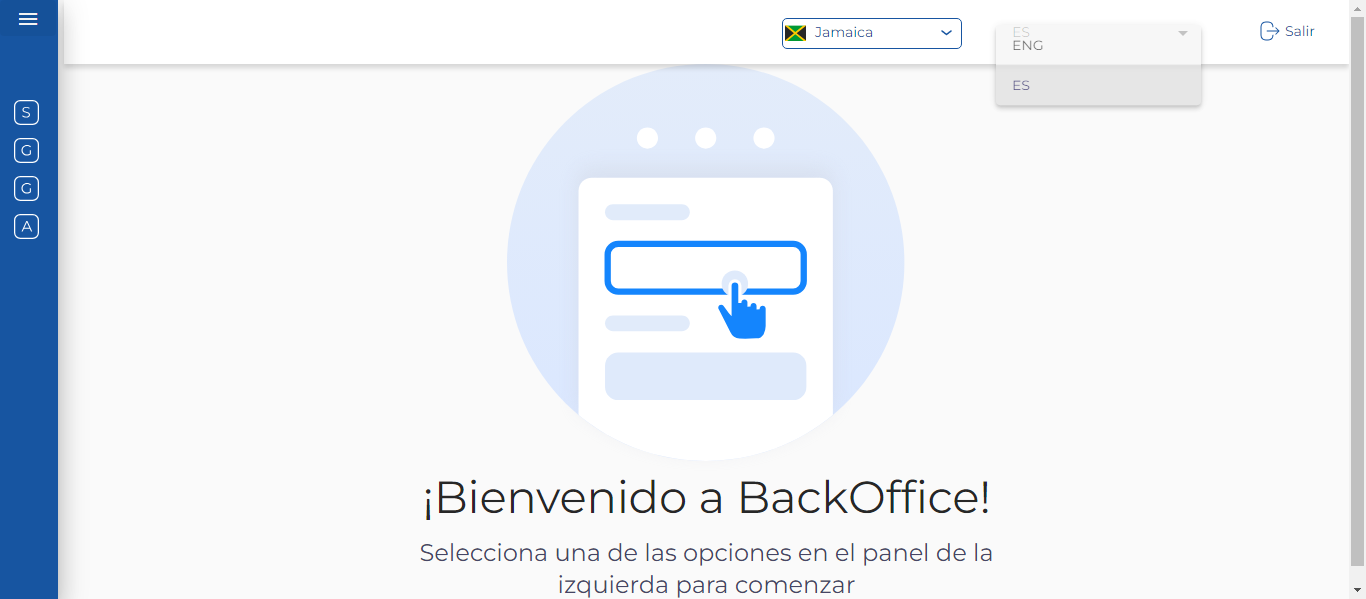 Jamaica
ES
ENG
ES
Salir
S
G
G
A
¡Bienvenido a BackOffice!
Selecciona una de las opciones en el panel de la
izquierda para comenzar